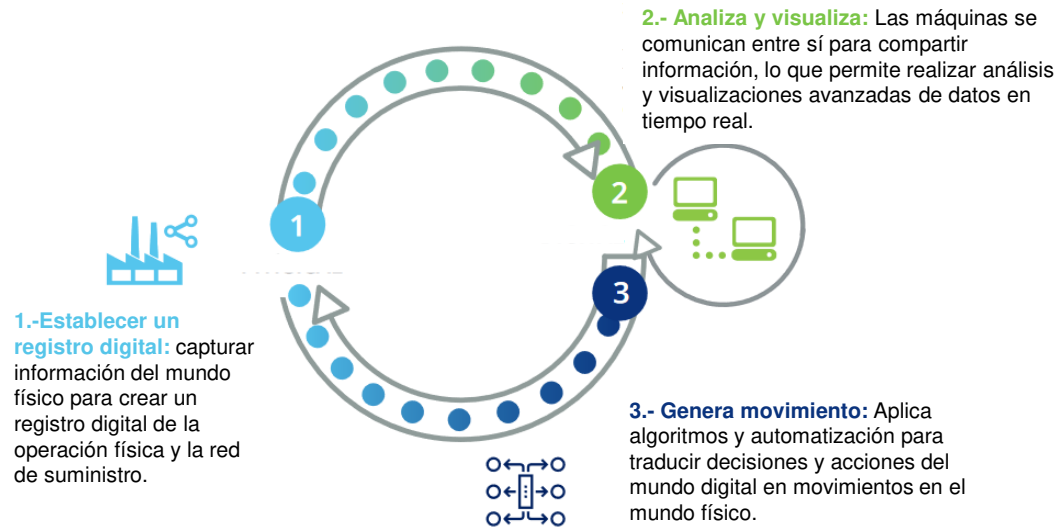 2.- Analiza y visualiza: Las máquinas se
comunican entre sí para compartir
información, lo que permite realizar análisis
y visualizaciones avanzadas de datos en
tiempo real.
2
1
3
1.-Establecer un
registro digital: capturar
información del mundo
físico para crear un
registro digital de la
operación física y la red
de suministro.
3.- Genera movimiento: Aplica
algoritmos y automatización para
traducir decisiones y acciones del
mundo digital en movimientos en el
mundo físico.